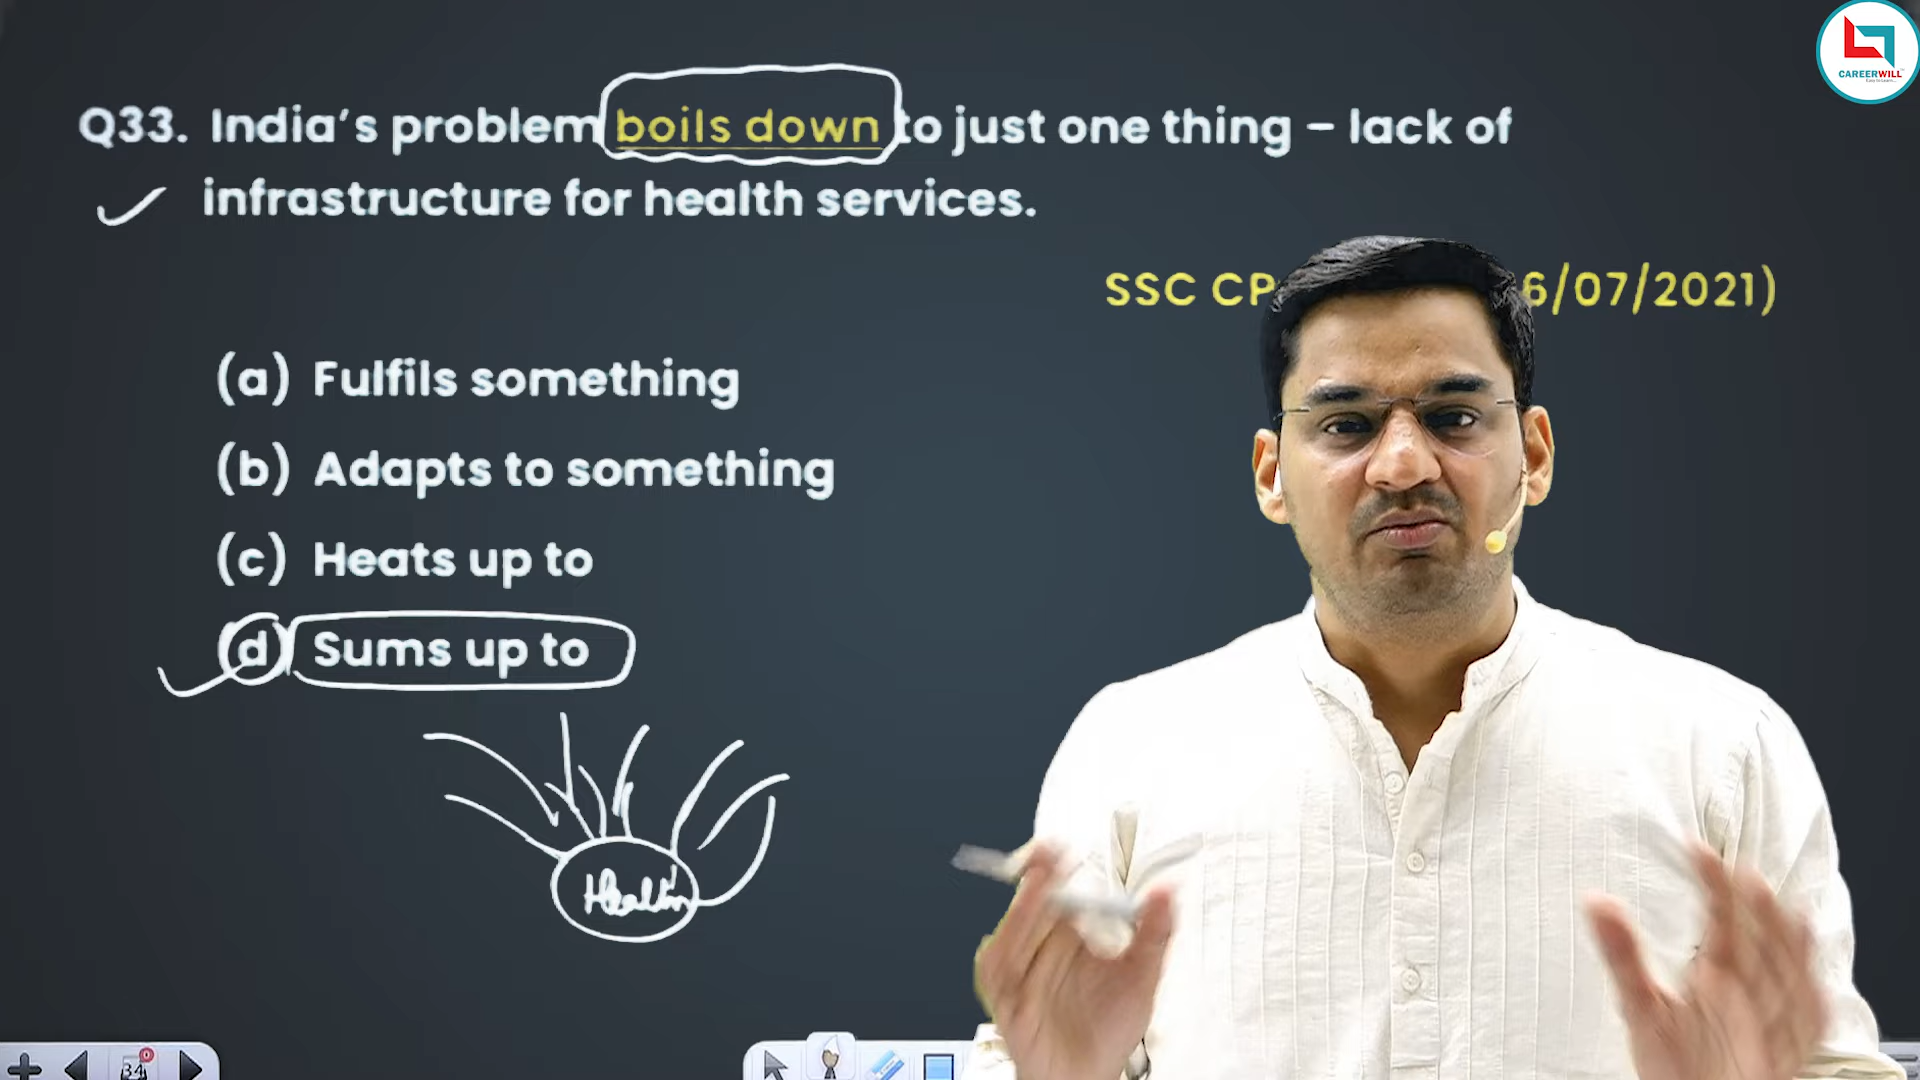 CAREERWILL
Q33. India's problem boils down to just one thing – lack of
infrastructure for health services.
SSC CP 6/07/2021)
(a) Fulfils something
(b) Adapts to something
(c) Heats up to
(d) Sums up to
Health
34
0